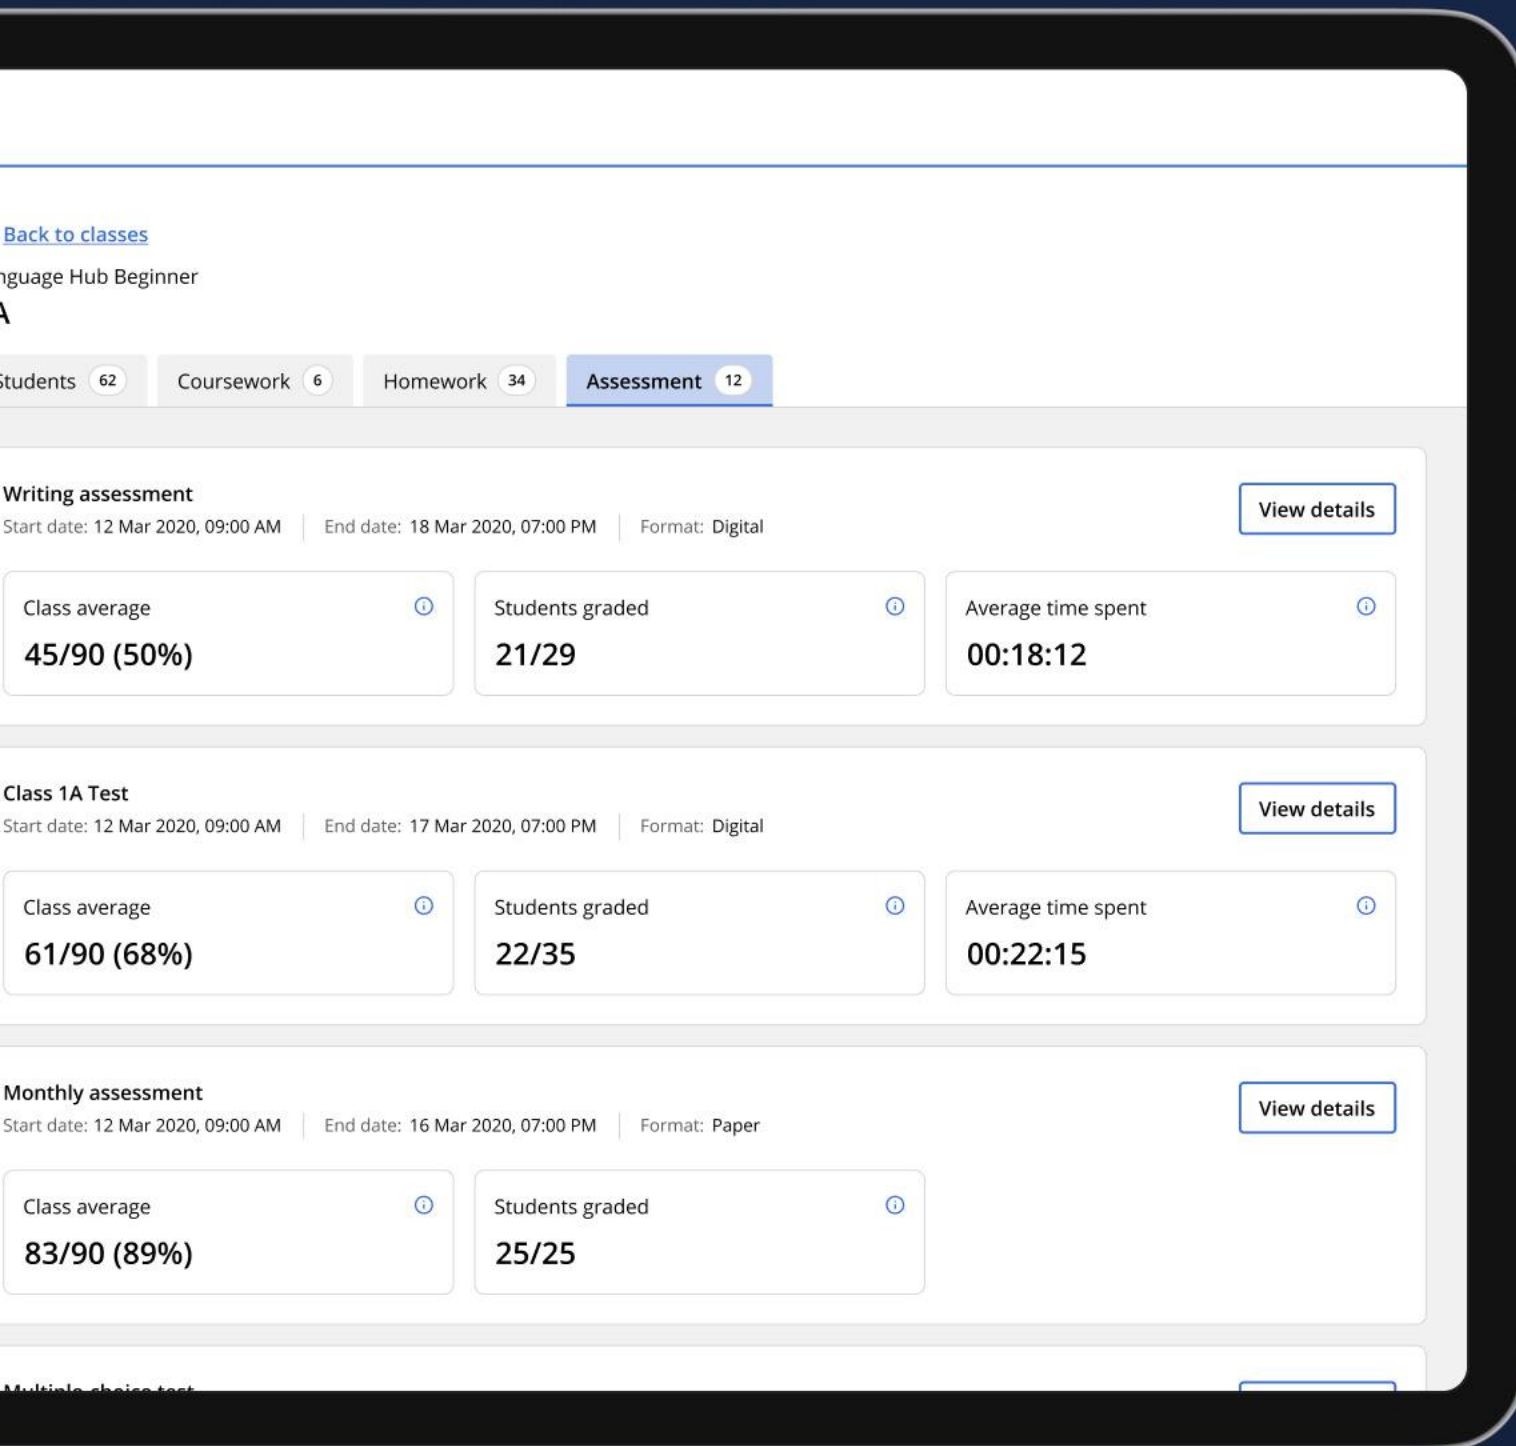 Back to classes
nguage Hub Beginner
A
Students 62 Coursework 6 Homework 34 Assessment 12
Writing assessment
View details
Start date: 12 Mar 2020, 09:00 AM End date: 18 Mar 2020, 07:00 PM Format: Digital
Class average Students graded Average time spent
45/90 (50%) 21/29 00:18:12
Class 1A Test
View details
Start date: 12 Mar 2020, 09:00 AM End date: 17 Mar 2020, 07:00 PM Format: Digital
Class average Students graded Average time spent
61/90 (68%) 22/35 00:22:15
Monthly assessment
View details
Start date: 12 Mar 2020, 09:00 AM End date: 16 Mar 2020, 07:00 PM Format: Paper
Class average Students graded
83/90 (89%) 25/25
Multiple choice test